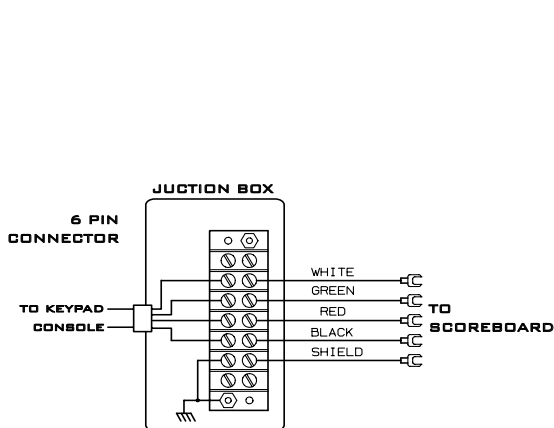 JUCTION BOX
6 PIN
CONNECTOR
WHITE
GREEN
TO KEYPAD
CONSOLE
RED
BLACK
SHIELD
TO
SCOREBOARD